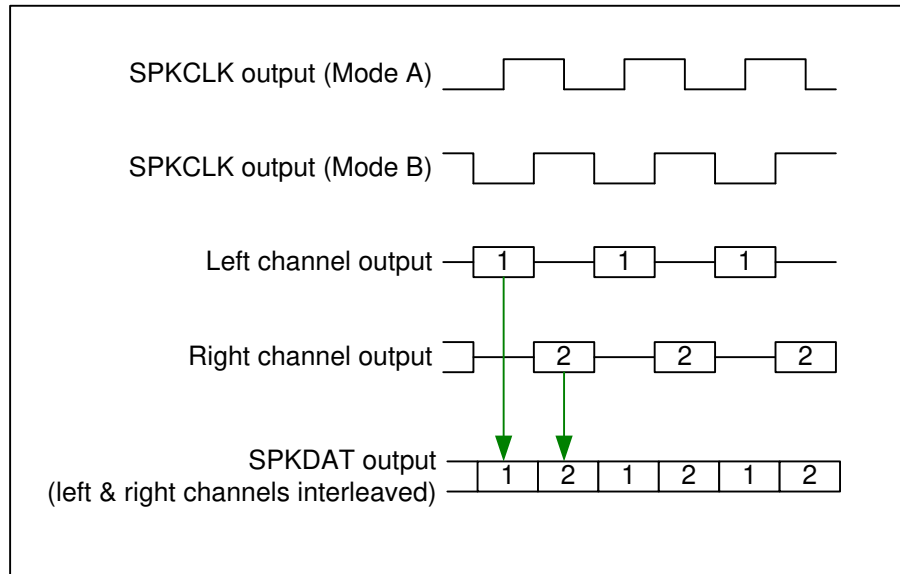 SPKCLK output (Mode A)
SPKCLK output (Mode B)
Left channel output 1 1 1
Right channel output 2 2 2
SPKDAT output
(left & right channels interleaved) 1 2 1 2 1 2